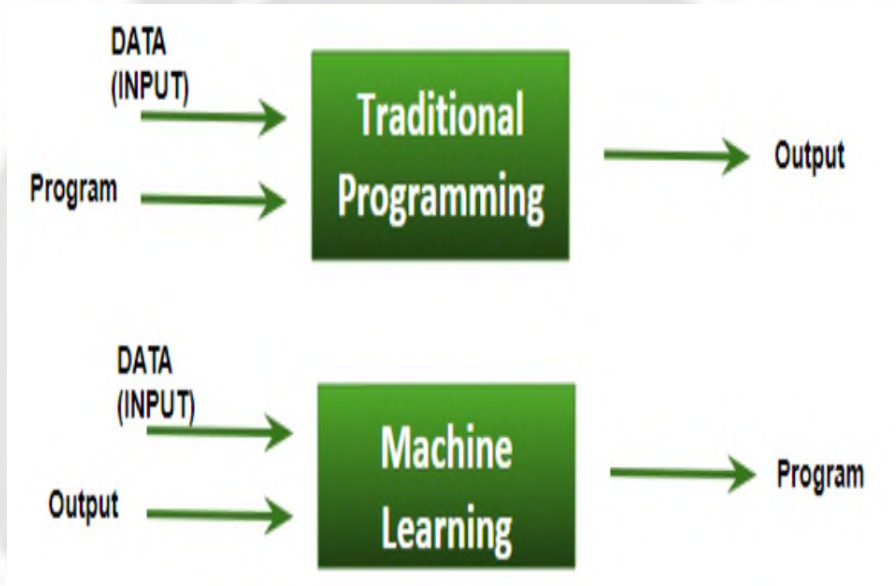 DATA
(INPUT)
Program
Traditional
Programming
Output
DATA
(INPUT)
Output
Machine
Learning
Program